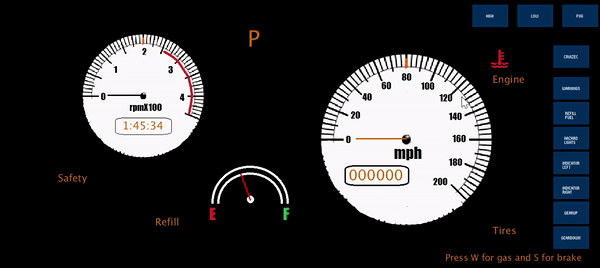 HIGH
LOW
FOG
P
CRUISEC
WARNINGS
REFILL
FUEL
HAZARD
LIGHTS
INDICATOR
LEFT
INDICATOR
RIGHT
GEARUP
GEARDOWN
0
1
2
3
4
rpmX100
1:45:34
Engine
0
20
40
60
80
100
120
140
160
180
200
mph
000000
Safety
Refill
E
F
Tires
Press W for gas and S for brake